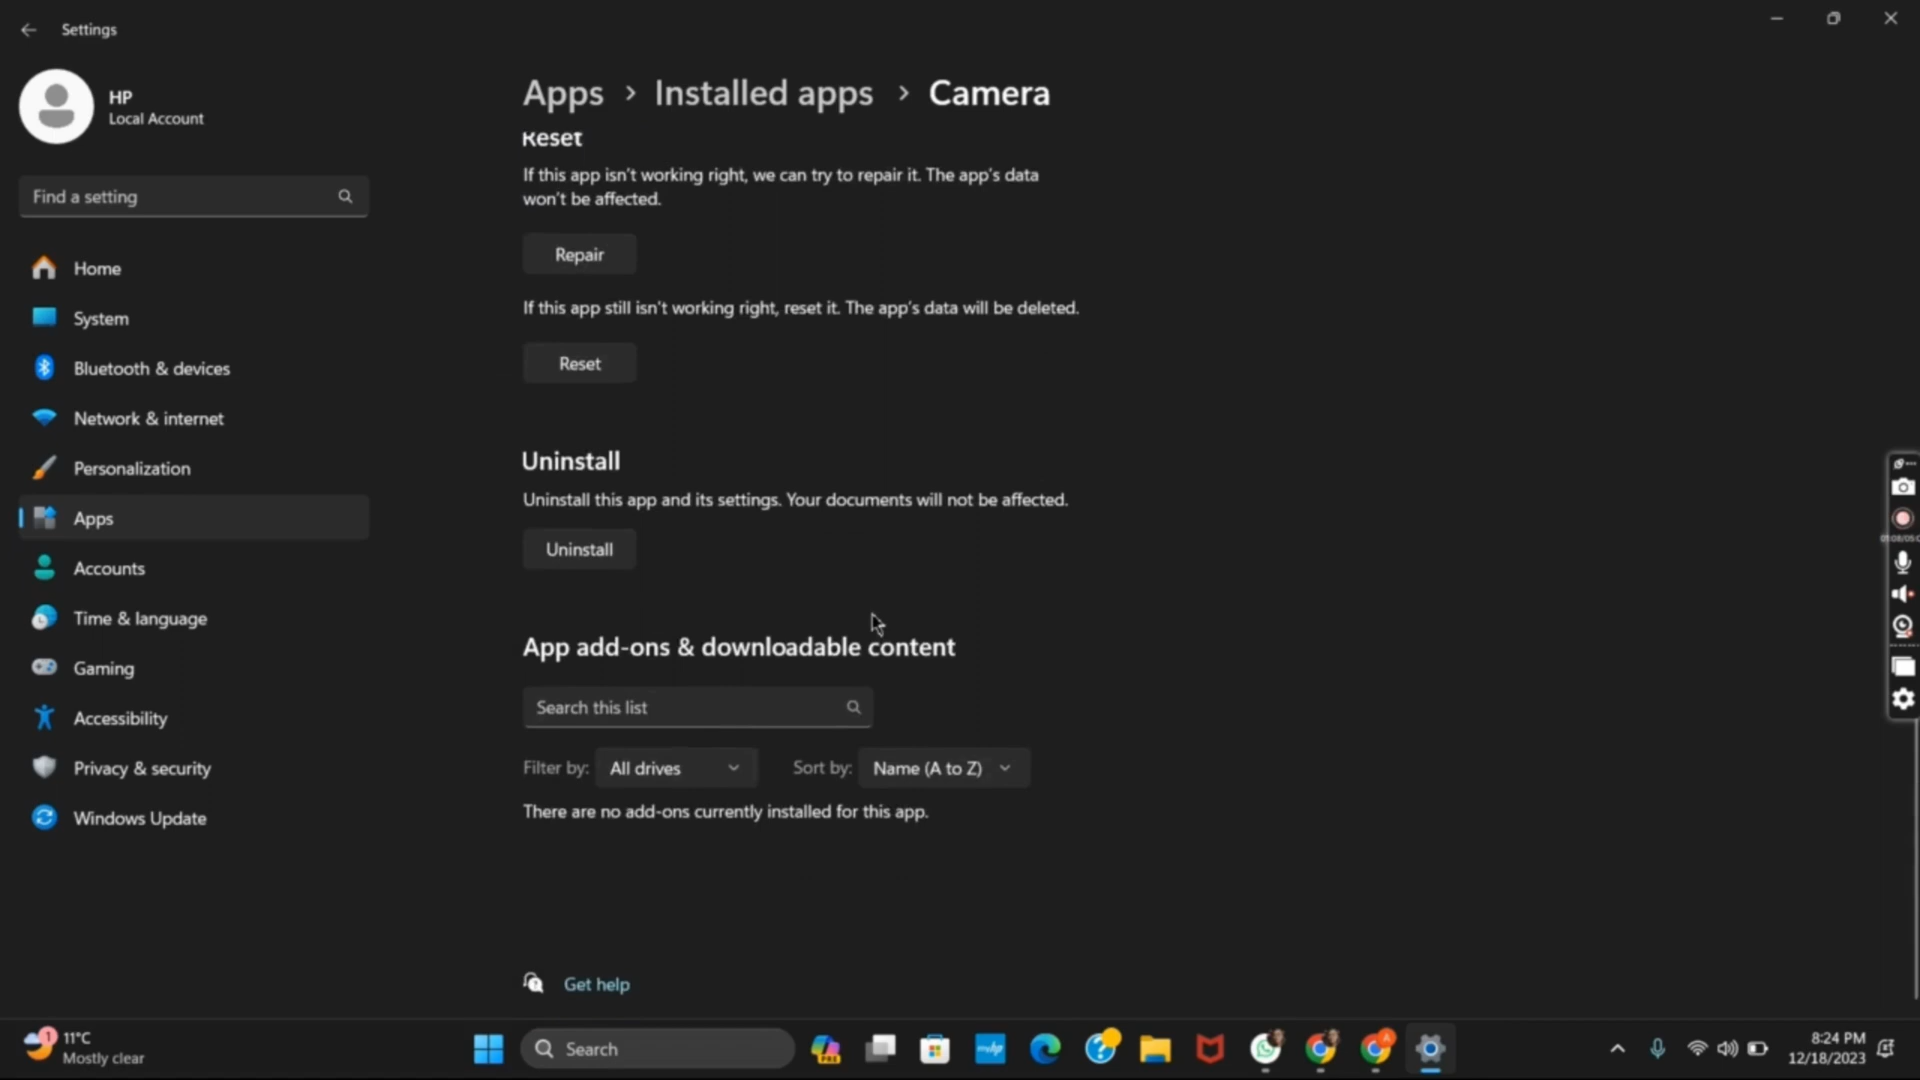 Settings
HP
Local Account
Find a setting
Home
System
Bluetooth & devices
Network & internet
Personalization
Apps
Accounts
Time & language
Gaming
Accessibility
Privacy & security
Windows Update
Apps > Installed apps > Camera
Reset
If this app isn't working right, we can try to repair it. The app's data
won't be affected.
Repair
If this app still isn't working right, reset it. The app's data will be deleted.
Reset
Uninstall
Uninstall this app and its settings. Your documents will not be affected.
Uninstall
App add-ons & downloadable content
Search this list
Filter by: All drives Sort by: Name (A to Z)
There are no add-ons currently installed for this app.
Get help
1
11°C
Mostly clear
Search
PRE
A
8:24 PM
12/18/2023